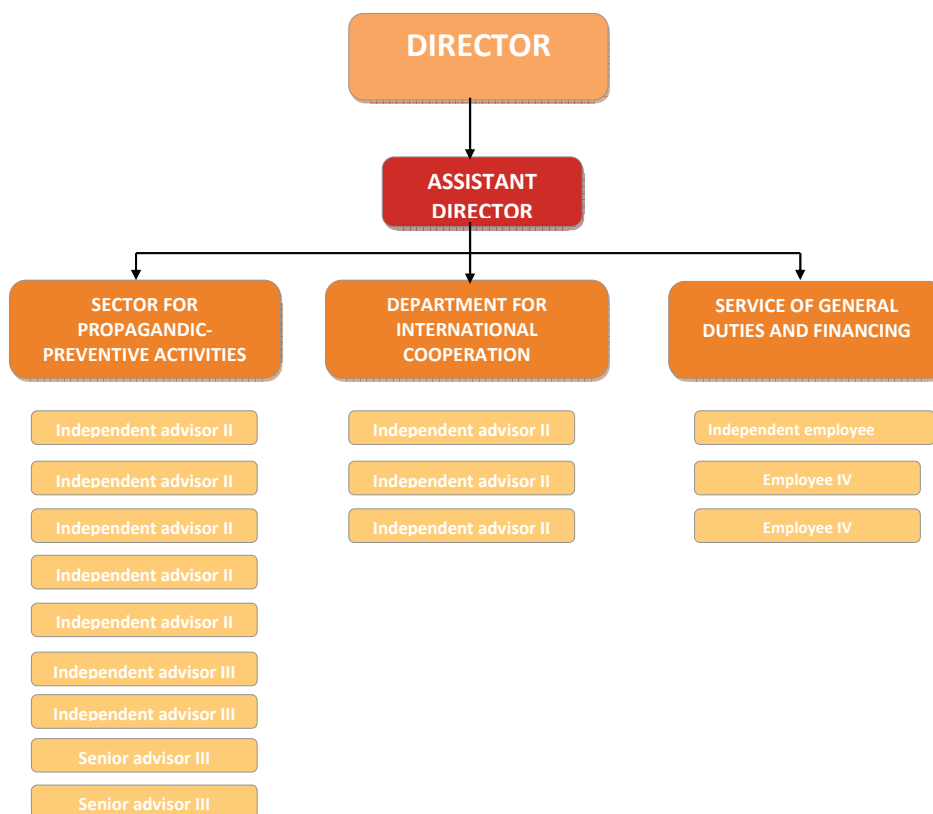 DIRECTOR
ASSISTANT
DIRECTOR
SECTOR FOR
PROPAGANDIC-
PREVENTIVE ACTIVITIES
DEPARTMENT FOR
INTERNATIONAL
COOPERATION
SERVICE OF GENERAL
DUTIES AND FINANCING
Independent advisor II
Independent advisor II
Independent advisor II
Independent advisor II
Independent advisor II
Independent advisor III
Independent advisor III
Senior advisor III
Senior advisor III
Independent advisor II
Independent advisor II
Independent advisor II
Independent employee
Employee IV
Employee IV